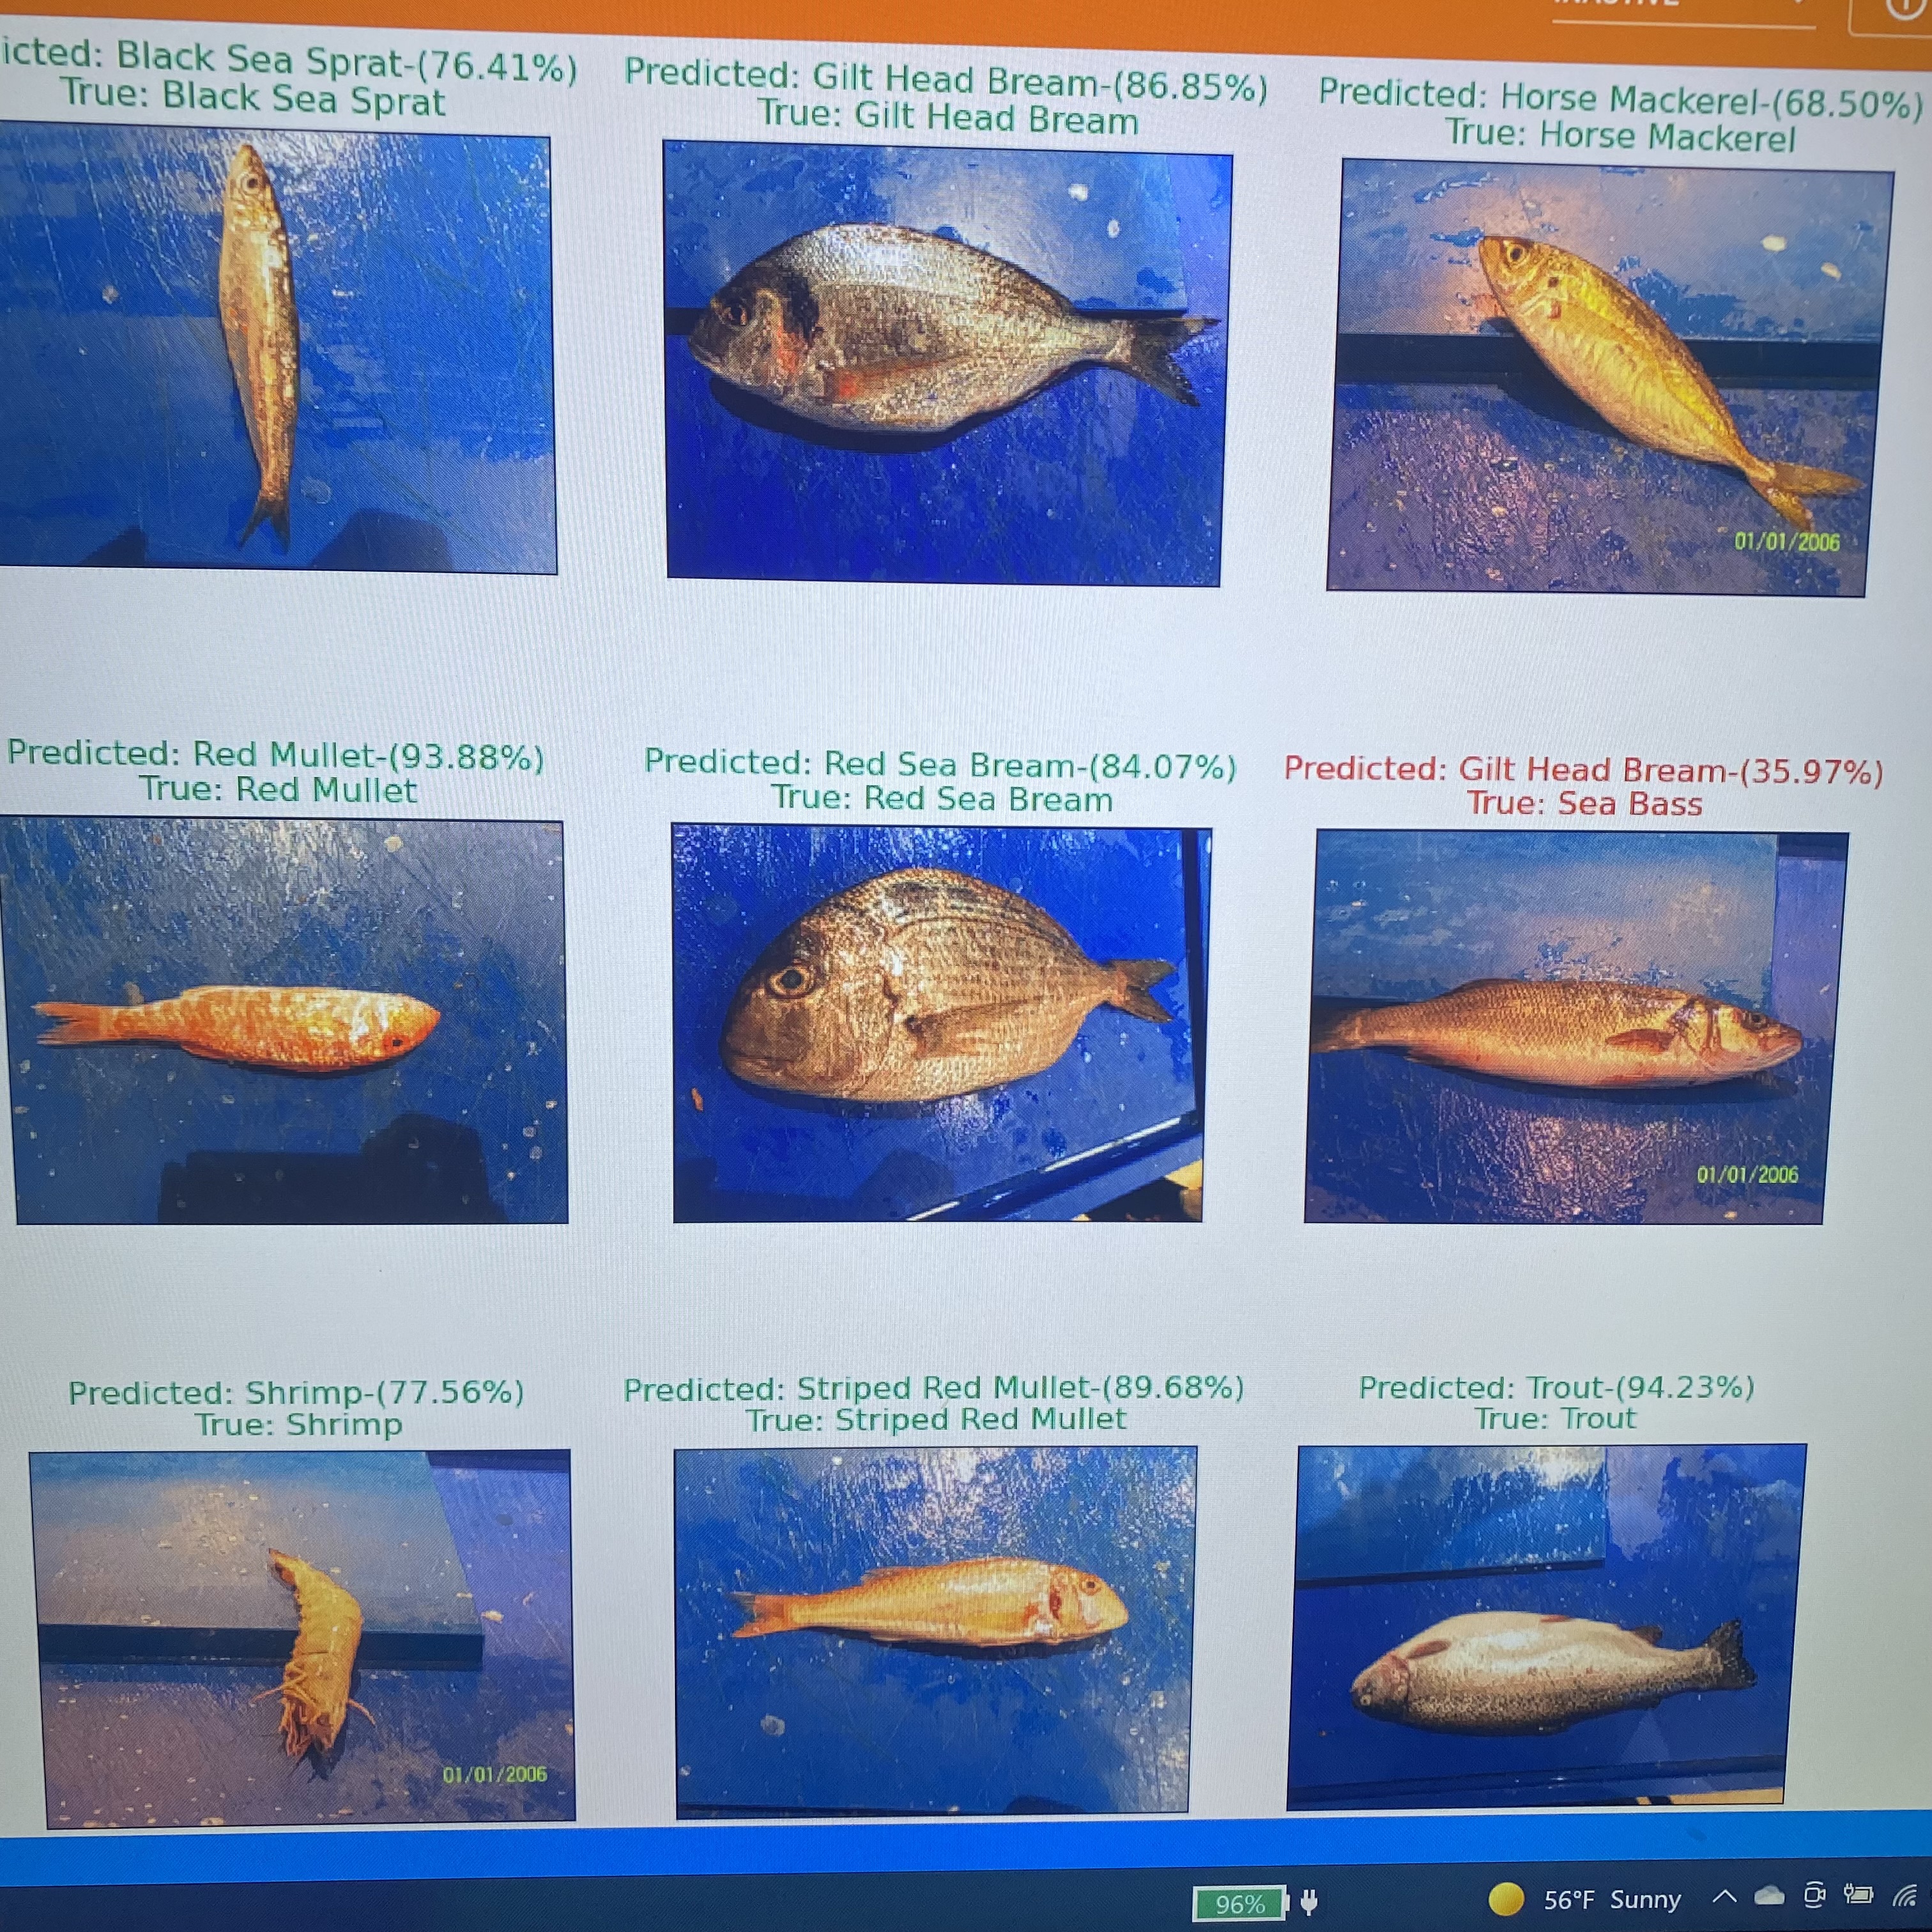 icted: Black Sea Sprat-(76.41%)
True: Black Sea Sprat
Predicted: Gilt Head Bream-(86.85%)
True: Gilt Head Bream
Predicted: Horse Mackerel-(68.50%)
True: Horse Mackerel
01/01/2006
Predicted: Red Mullet-(93.88%)
True: Red Mullet
Predicted: Red Sea Bream-(84.07%)
True: Red Sea Bream
Predicted: Gilt Head Bream-(35.97%)
True: Sea Bass
01/01/2006
Predicted: Shrimp-(77.56%)
True: Shrimp
01/01/2006
Predicted: Striped Red Mullet-(89.68%)
True: Striped Red Mullet
Predicted: Trout-(94.23%)
True: Trout
96%
56°F Sunny